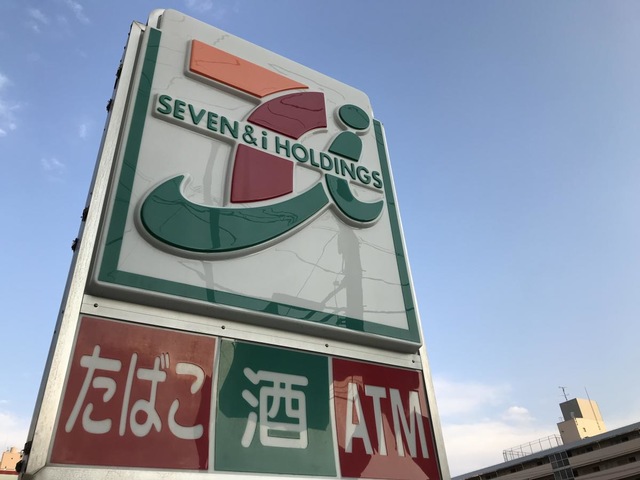 SEVEN & i HOLDINGS
たばこ 酒 ATM